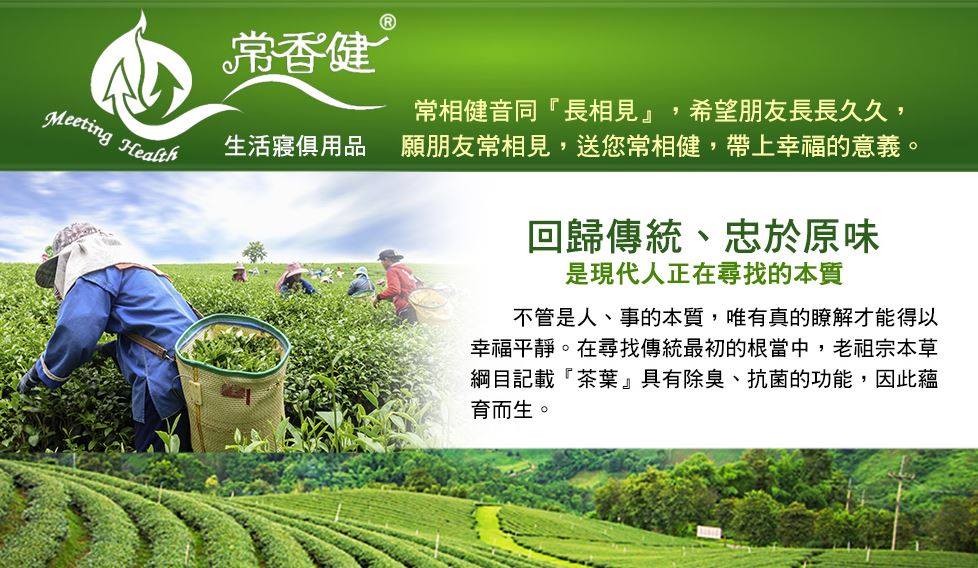 常香健®
Meeting Health
生活寢俱用品
常相健音同『長相見』，希望朋友長長久久，
願朋友常相見，送您常相健，帶上幸福的意義。
回歸傳統、忠於原味
是現代人正在尋找的本質
不管是人、事的本質，唯有真的瞭解才能得以
幸福平靜。在尋找傳統最初的根當中，老祖宗本草
綱目記載『茶葉』具有除臭、抗菌的功能，因此蘊
育而生。